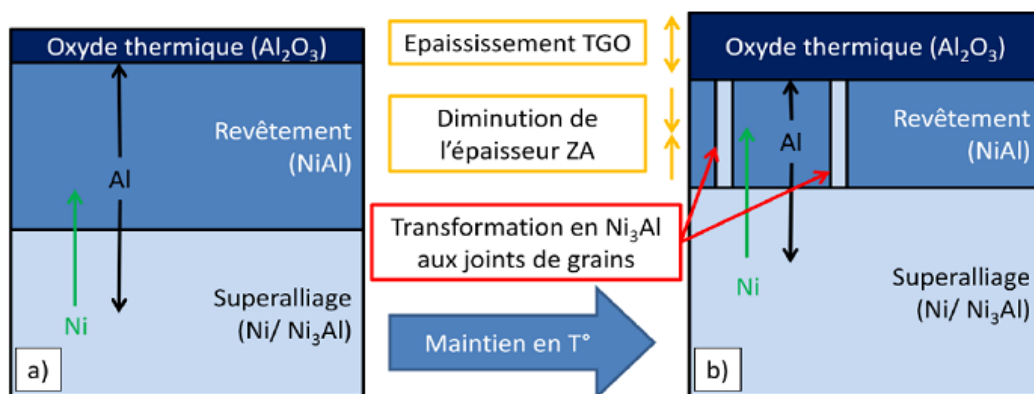 Oxyde thermique (Al₂O₃)
Revêtement
(NiAl)
Al
Ni
Superalliage
(Ni/ Ni₃Al)
a)
Epaississement TGO
Diminution de
l'épaisseur ZA
Transformation en Ni₃Al
aux joints de grains
Maintien en T°
Oxyde thermique (Al₂O₃)
Revêtement
(NiAl)
Al
Ni
Superalliage
(Ni/ Ni₃Al)
b)